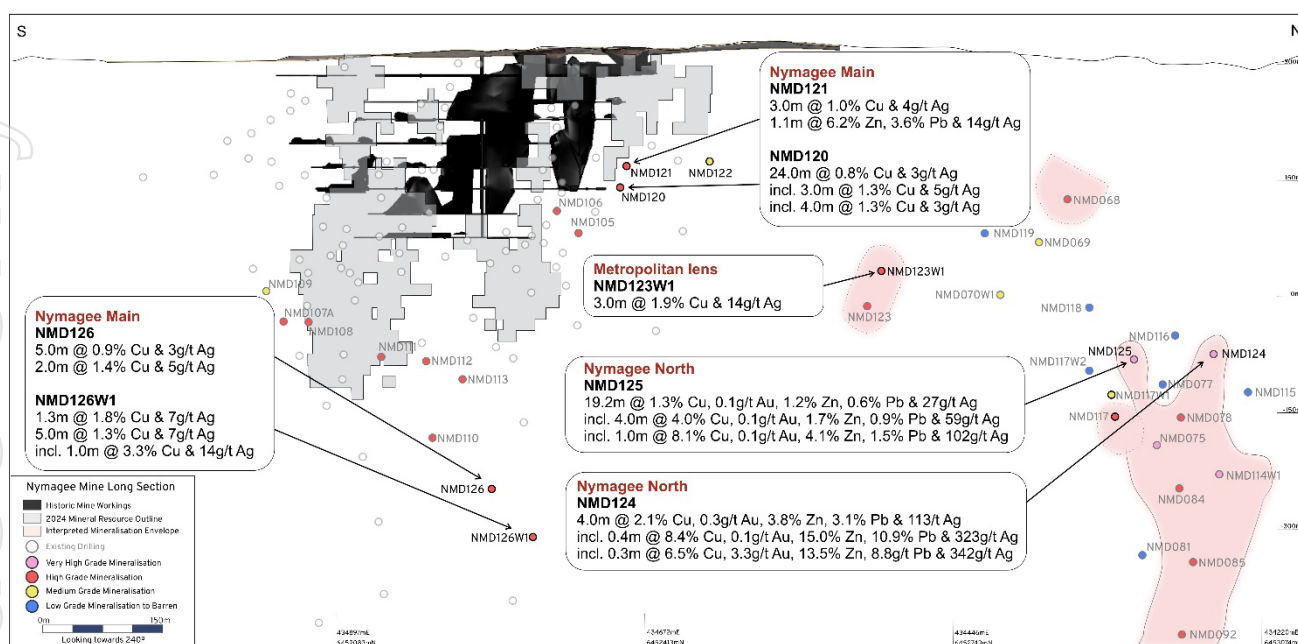 S
N
Nymagee Main
NMD121
3.0m @ 1.0% Cu & 4g/t Ag
1.1m @ 6.2% Zn, 3.6% Pb & 14g/t Ag
NMD120
24.0m @ 0.8% Cu & 3g/t Ag
incl. 3.0m @ 1.3% Cu & 5g/t Ag
incl. 4.0m @ 1.3% Cu & 3g/t Ag
NMD121
NMD122
NMD120
NMD106
NMD105
NMD068
NMD119
NMD069
150m
Metropolitan lens
NMD123W1
3.0m @ 1.9% Cu & 14g/t Ag
NMD123W1
NMD123
NMD070W1
0m
NMD118
NMD109
NMD107A
NMD108
NMD111
NMD112
NMD113
NMD110
NMD116
NMD125
NMD124
NMD117W2
NMD077
NMD115
NMD117W1
-150m
NMD117
NMD078
NMD075
NMD114W1
NMD084
NMD081
NMD085
NMD092
Nymagee Main
NMD126
5.0m @ 0.9% Cu & 3g/t Ag
2.0m @ 1.4% Cu & 5g/t Ag
NMD126W1
1.3m @ 1.8% Cu & 7g/t Ag
5.0m @ 1.3% Cu & 7g/t Ag
incl. 1.0m @ 3.3% Cu & 14g/t Ag
NMD126
NMD126W1
Nymagee North
NMD125
19.2m @ 1.3% Cu, 0.1g/t Au, 1.2% Zn, 0.6% Pb & 27g/t Ag
incl. 4.0m @ 4.0% Cu, 0.1g/t Au, 1.7% Zn, 0.9% Pb & 59g/t Ag
incl. 1.0m @ 8.1% Cu, 0.1g/t Au, 4.1% Zn, 1.5% Pb & 102g/t Ag
Nymagee North
NMD124
4.0m @ 2.1% Cu, 0.3g/t Au, 3.8% Zn, 3.1% Pb & 113/t Ag
incl. 0.4m @ 8.4% Cu, 0.1g/t Au, 15.0% Zn, 10.9% Pb & 323g/t Ag
incl. 0.3m @ 6.5% Cu, 3.3g/t Au, 13.5% Zn, 8.8g/t Pb & 342g/t Ag
Nymagee Mine Long Section
Historic Mine Workings
2024 Mineral Resource Outline
Interpreted Mineralisation Envelope
Existing Drilling
Very High Grade Mineralisation
High Grade Mineralisation
Medium Grade Mineralisation
Low Grade Mineralisation to Barren
0m
150m
Looking towards 240°
434672mE
6452413mN
434446mE